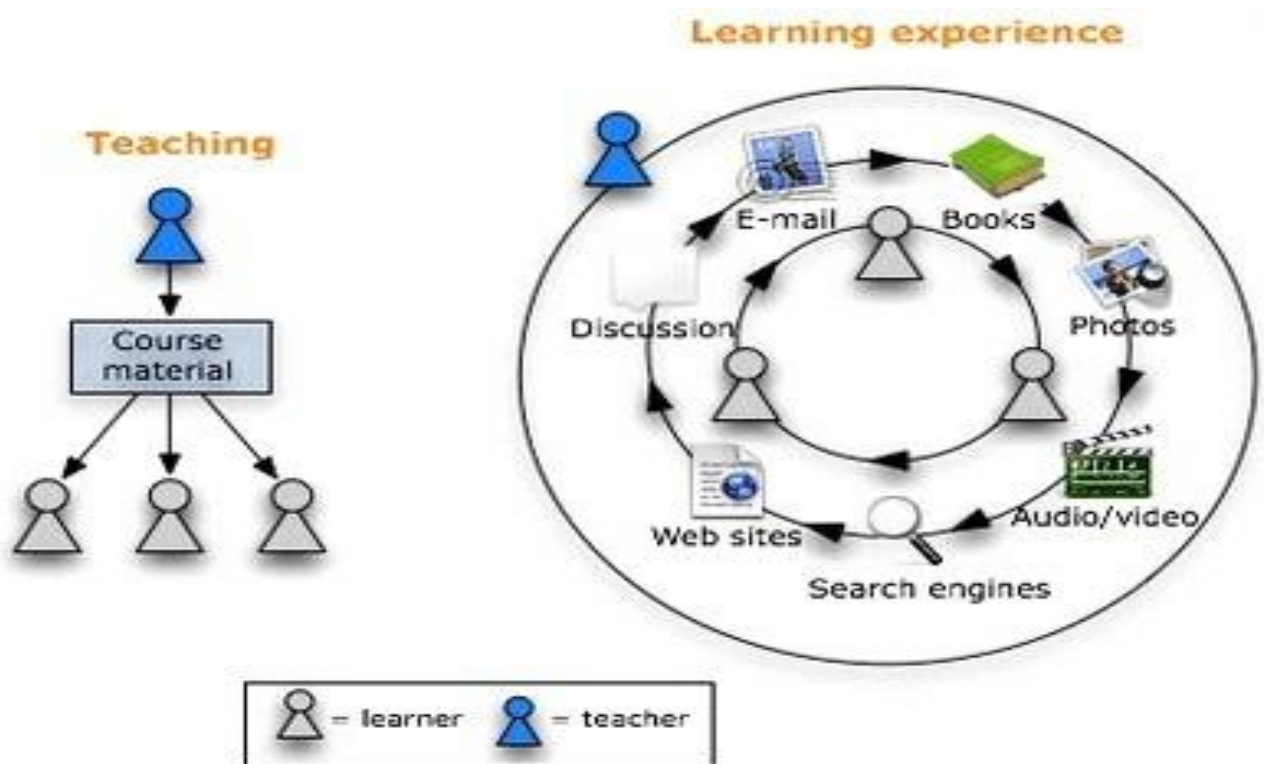 Learning experience
Teaching
E-mail
Books
Discussion
Photos
Course
material
Web sites
Audio/video
Search engines
= learner
= teacher